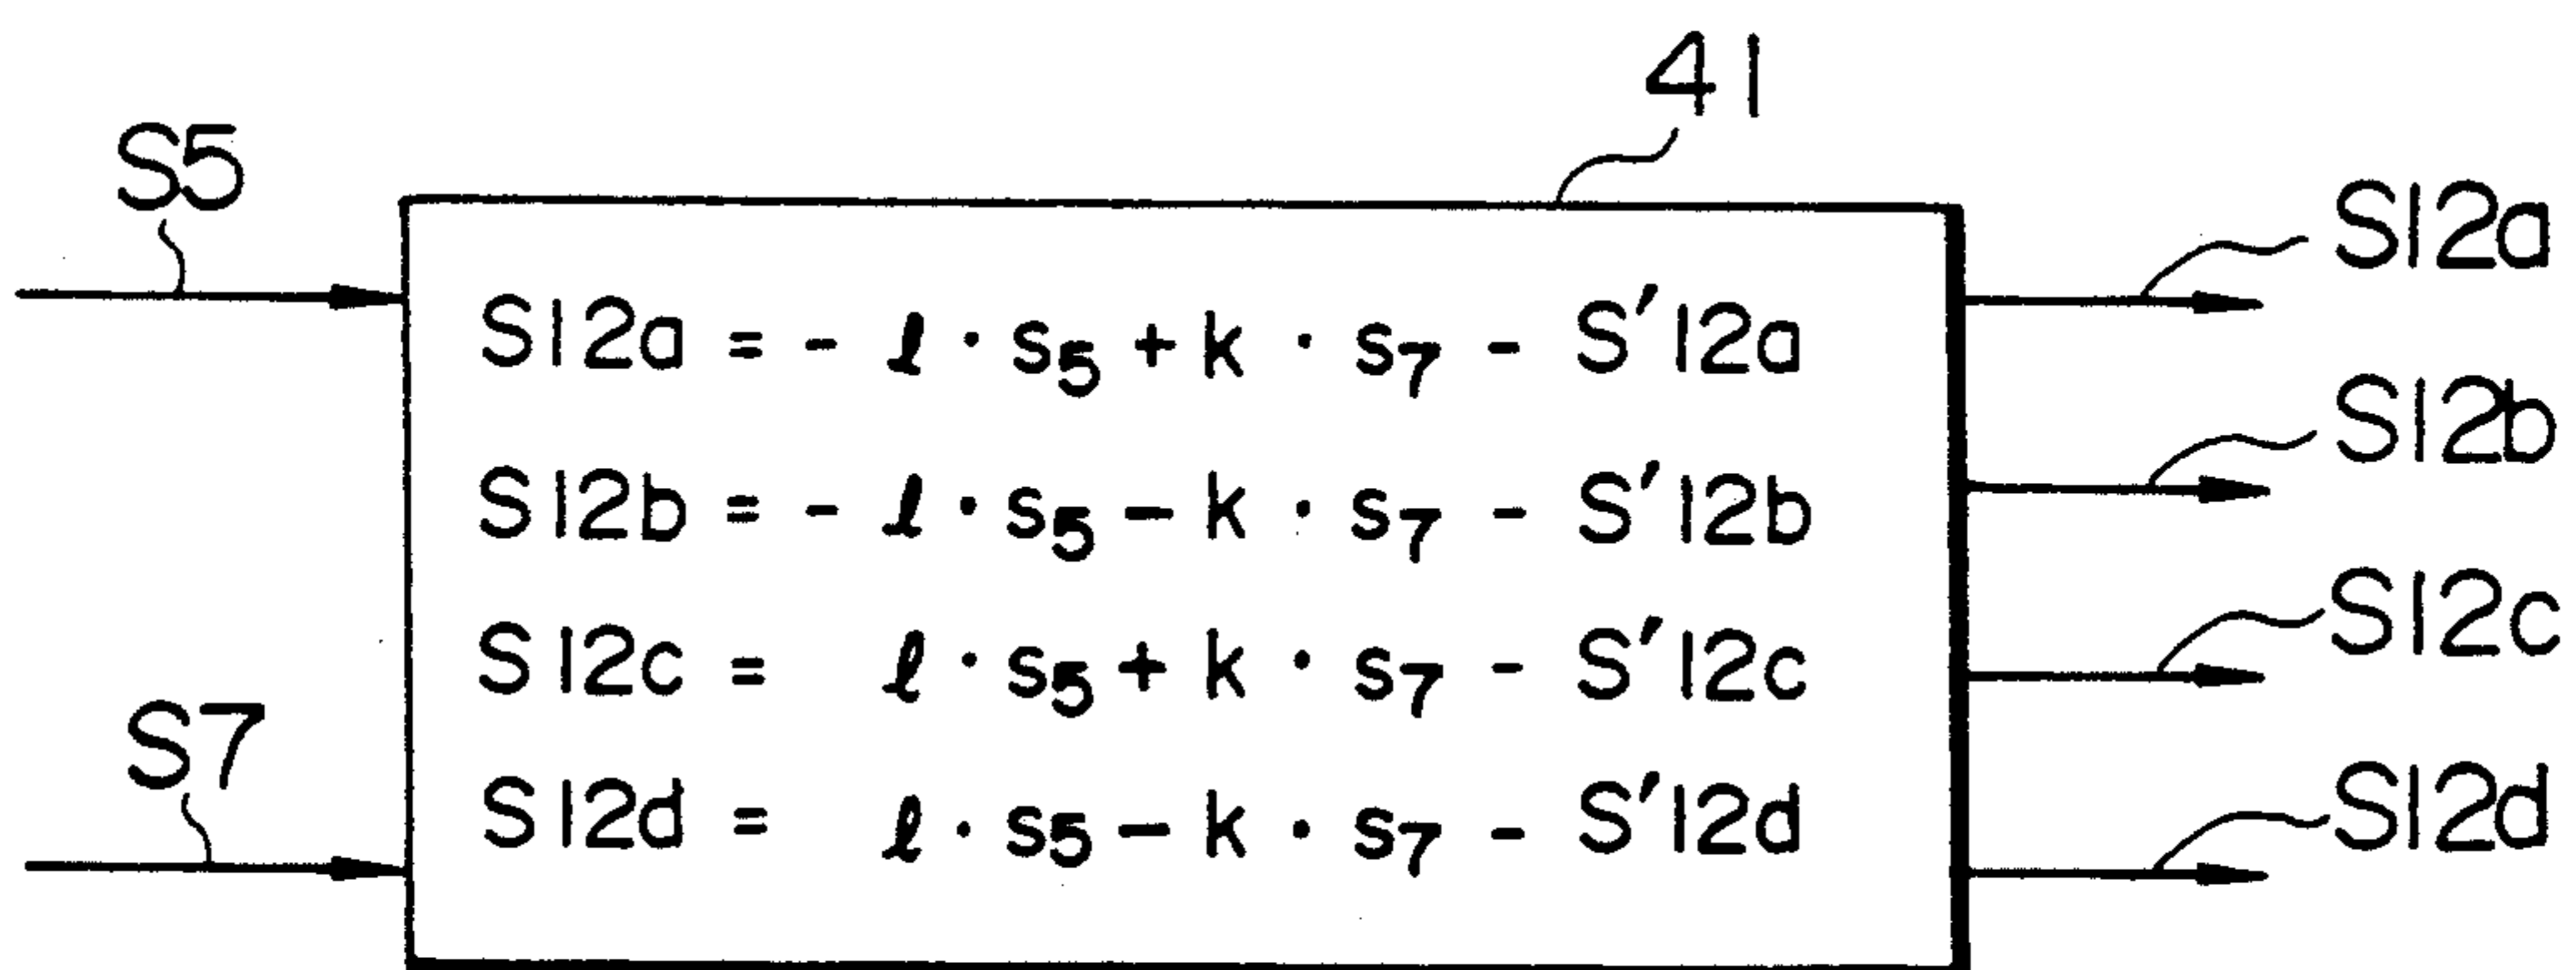 41
S5
S12a
S12a = - ℓ · s₅ + k · s₇ - S'12a
S12b
S12b = - ℓ · s₅ - k · s₇ - S'12b
S12c
S12c = ℓ · s₅ + k · s₇ - S'12c
S7
S12d
S12d = ℓ · s₅ - k · s₇ - S'12d